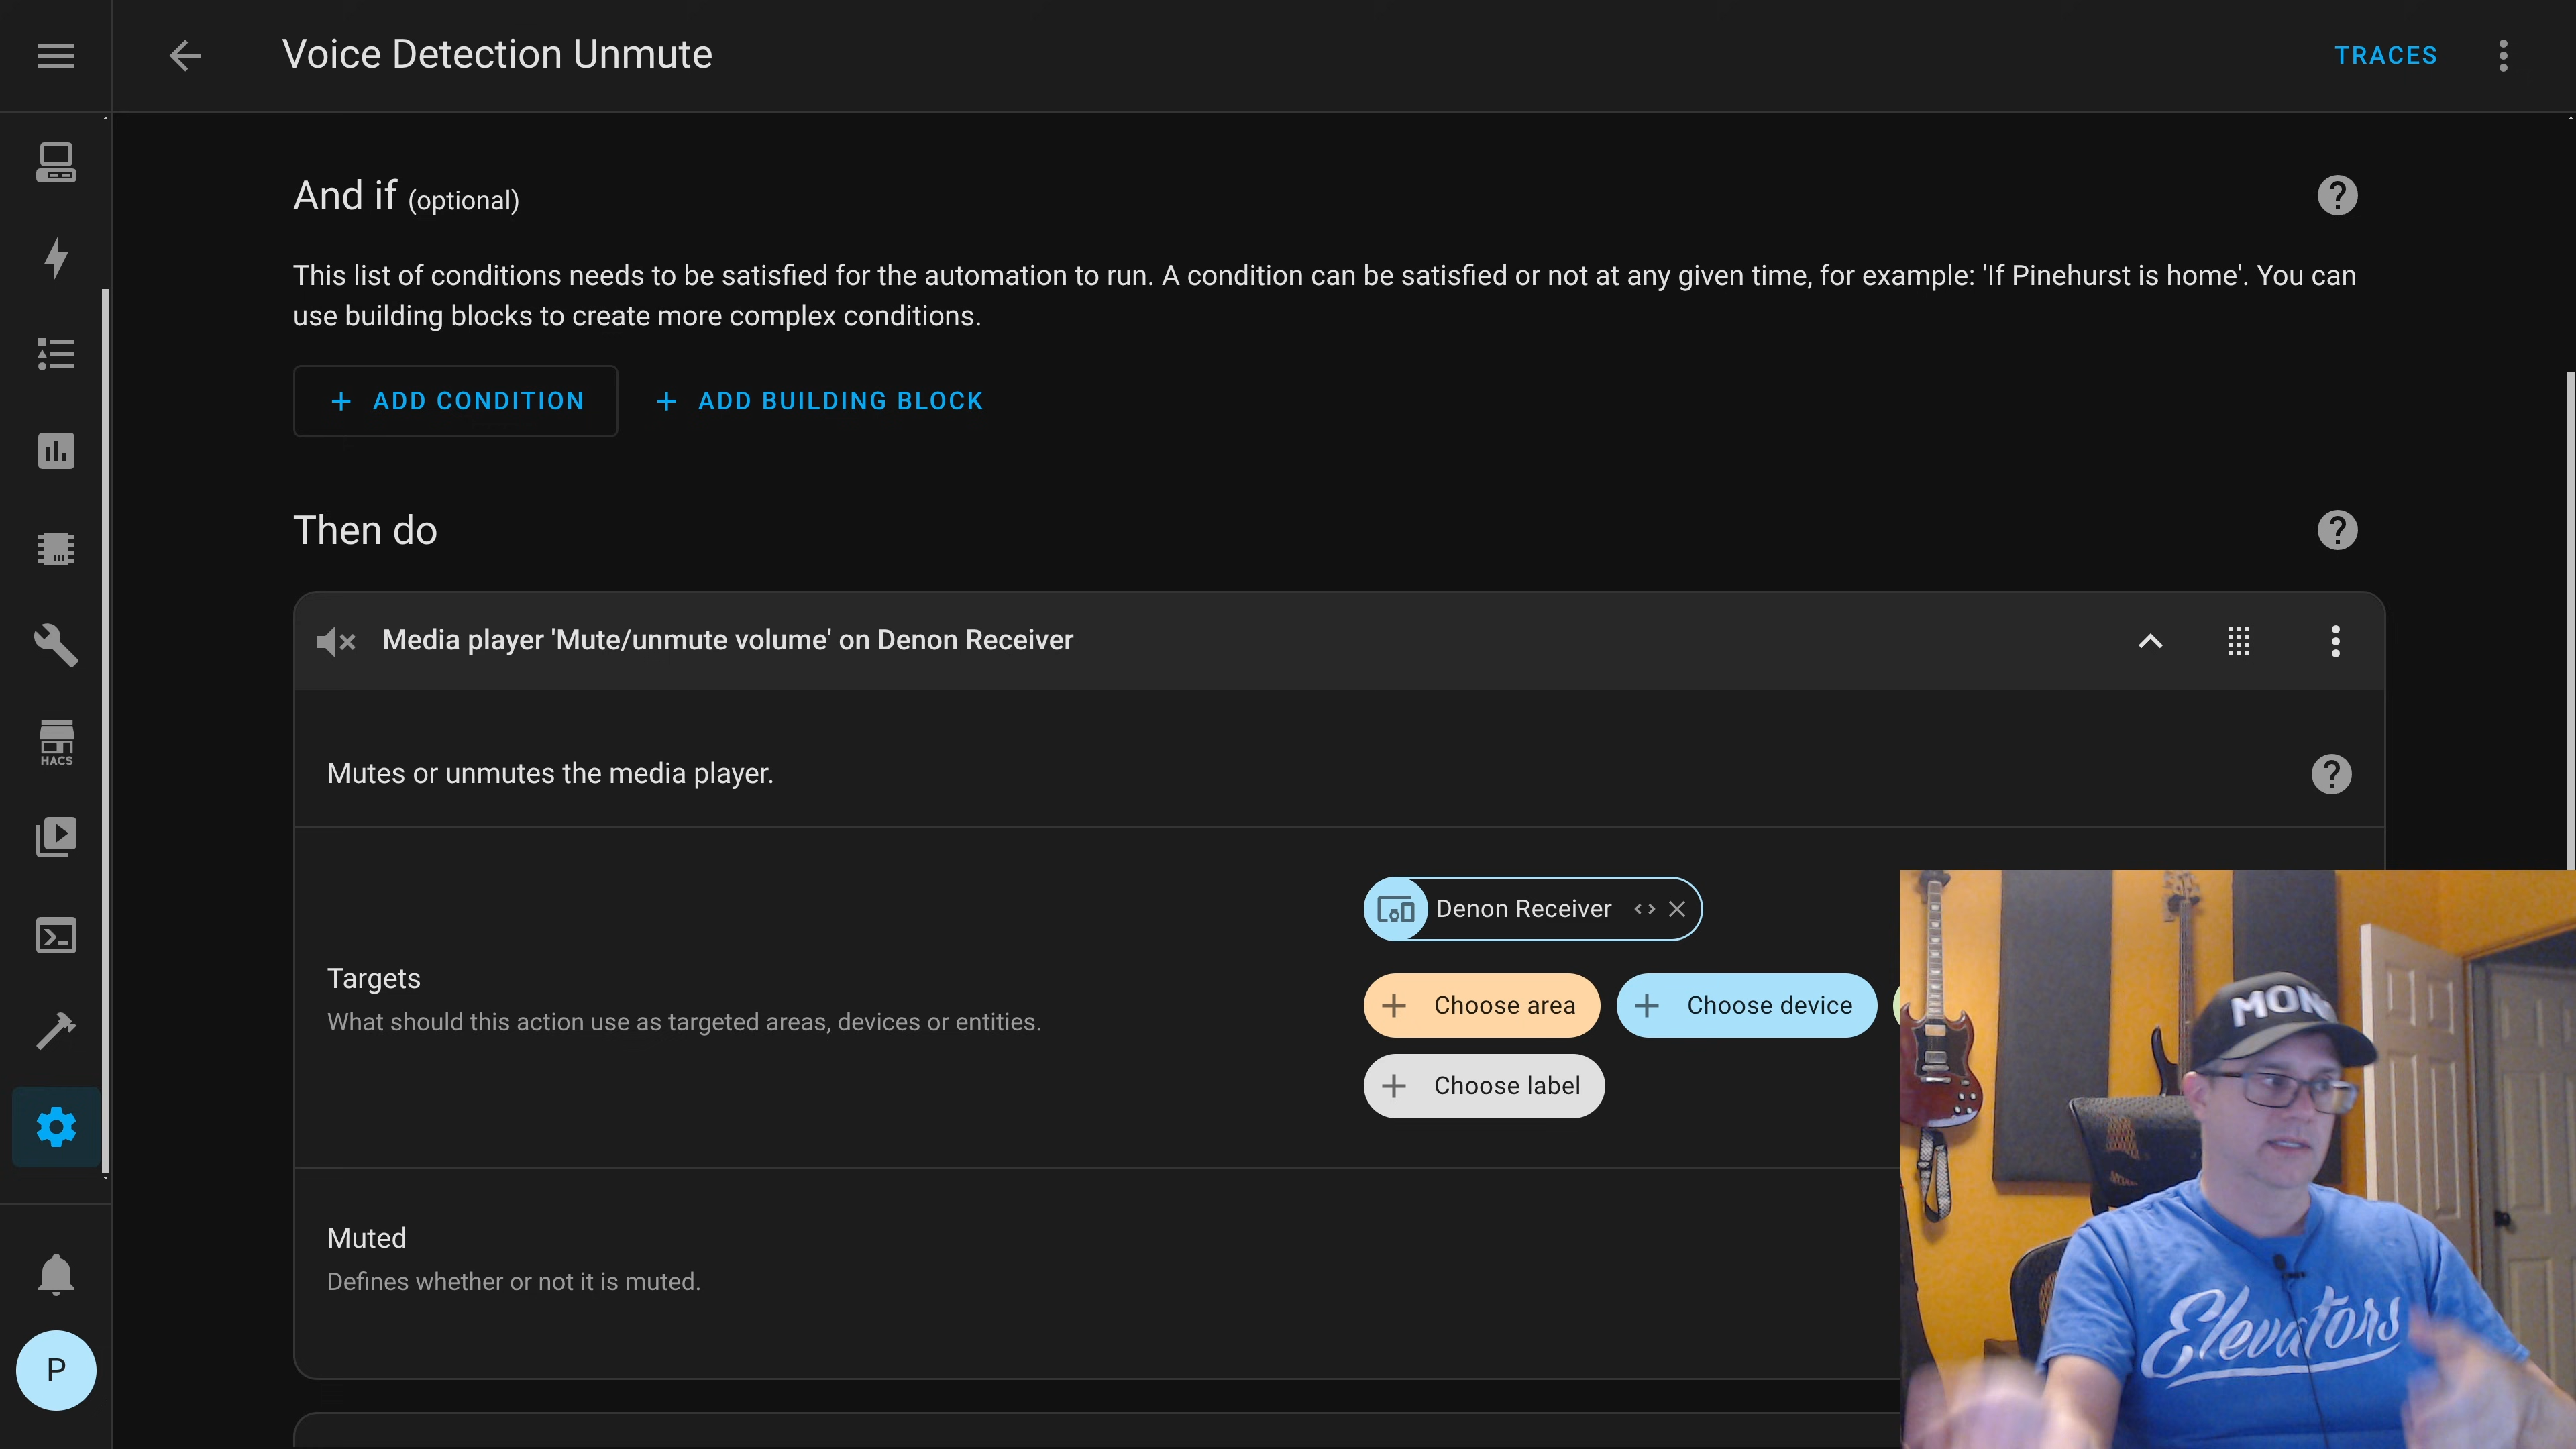 Voice Detection Unmute
TRACES
And if (optional)
This list of conditions needs to be satisfied for the automation to run. A condition can be satisfied or not at any given time, for example: 'If Pinehurst is home'. You can
use building blocks to create more complex conditions.
ADD CONDITION
ADD BUILDING BLOCK
Then do
Media player 'Mute/unmute volume' on Denon Receiver
Mutes or unmutes the media player.
HACS
Denon Receiver
Targets
What should this action use as targeted areas, devices or entities.
Choose area
Choose device
Choose label
Muted
Defines whether or not it is muted.
P
MON
Elevators